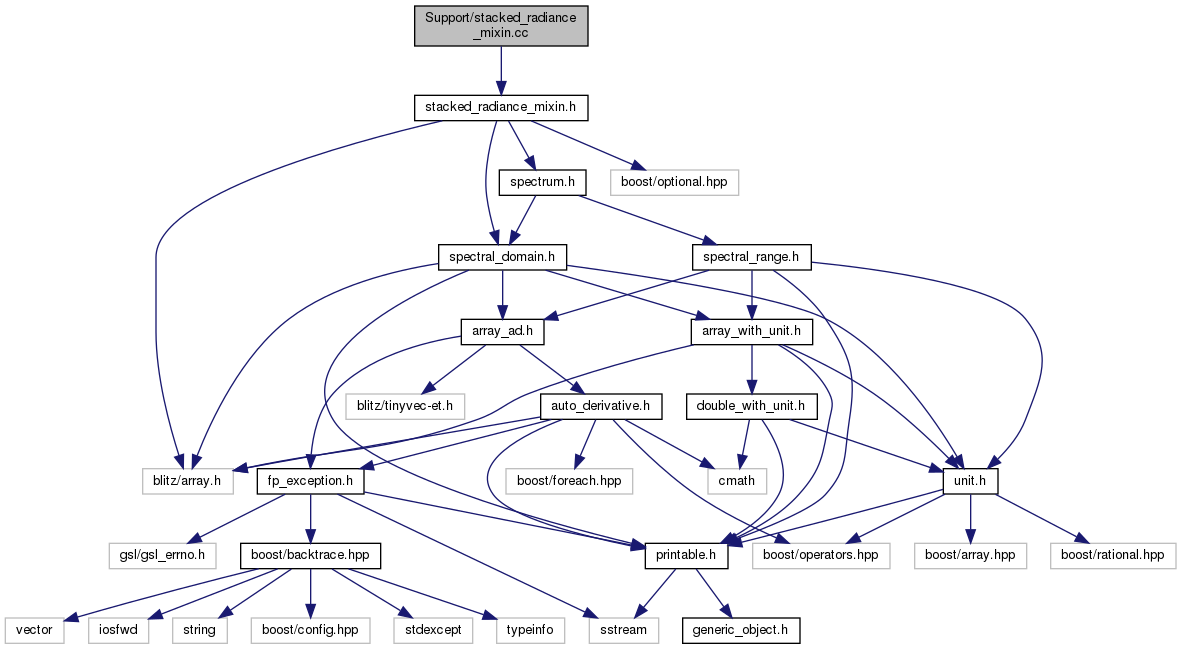 Support/stacked_radiance
_mixin.cc
stacked_radiance_mixin.h
spectrum.h
boost/optional.hpp
spectral_domain.h
spectral_range.h
array_ad.h
array_with_unit.h
blitz/tinyvec-et.h
auto_derivative.h
double_with_unit.h
blitz/array.h
fp_exception.h
boost/foreach.hpp
cmath
unit.h
gsl/gsl_errno.h
boost/backtrace.hpp
printable.h
boost/operators.hpp
boost/array.hpp
boost/rational.hpp
vector
iosfwd
string
boost/config.hpp
stdexcept
typeinfo
sstream
generic_object.h